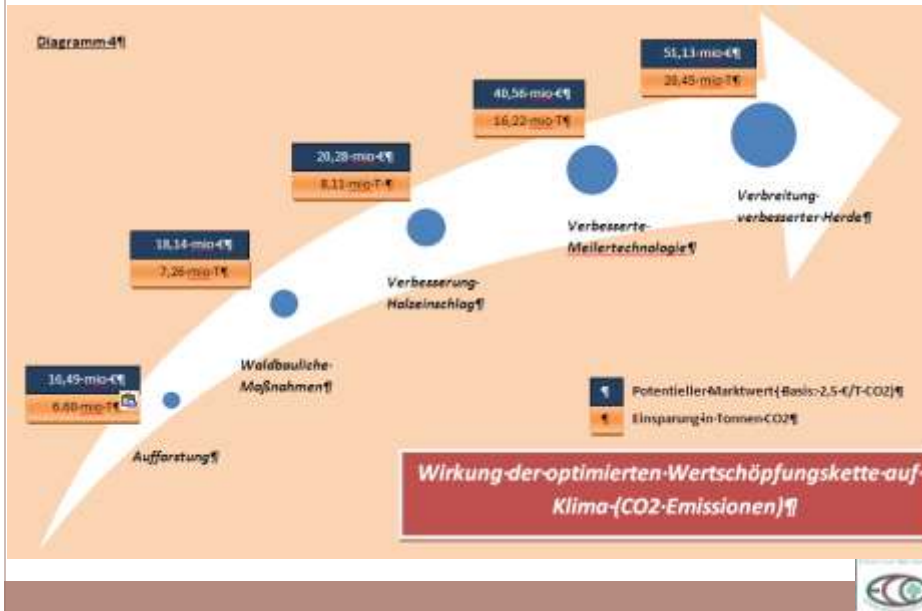 Diagramm·4¶
51,13·mio·€¶
20,45·mio·T¶
40,56·mio·€¶
16,22·mio·T¶
20,28·mio·€¶
8,11·mio·T·¶
18,14·mio·€¶
7,26·mio·T¶
16,49·mio·€¶
6.60·mio·T¶
Verbreitung·
verbesserter·Herde¶
Verbesserte·
Meilertechnologie¶
Verbesserung·
Holzeinschlag¶
Waldbauliche·
Maßnahmen¶
Aufforstung¶
¶ Potentieller·Marktwert·(·Basis:·2,5·€/T·CO2)¶
¶ Einsparung·in·Tonnen·CO2¶
Wirkung·der·optimierten·Wertschöpfungskette·auf·
Klima·(CO2·Emissionen)¶
ECO